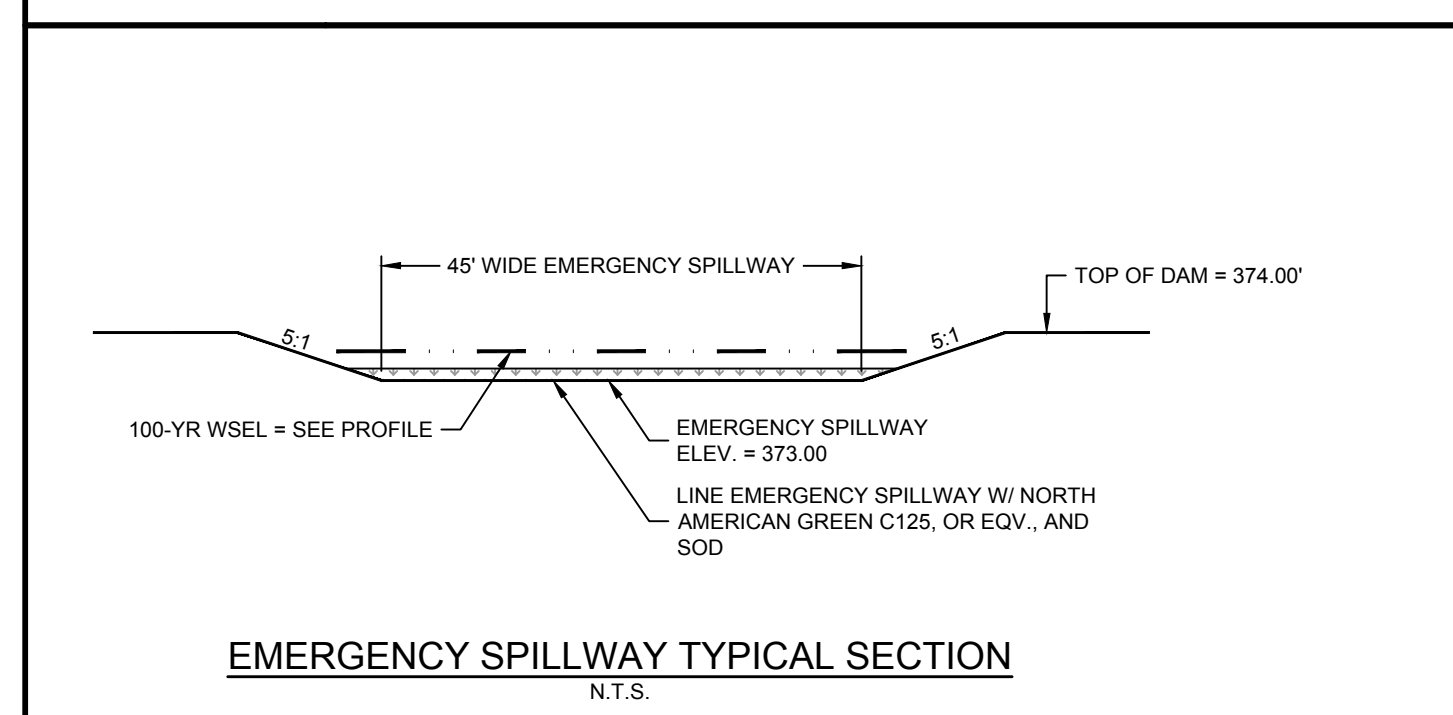 45' WIDE EMERGENCY SPILLWAY
TOP OF DAM = 374.00'
5:1
5:1
100-YR WSEL = SEE PROFILE
EMERGENCY SPILLWAY
ELEV. = 373.00
LINE EMERGENCY SPILLWAY W/ NORTH
AMERICAN GREEN C125, OR EQV., AND
SOD
EMERGENCY SPILLWAY TYPICAL SECTION
N.T.S.